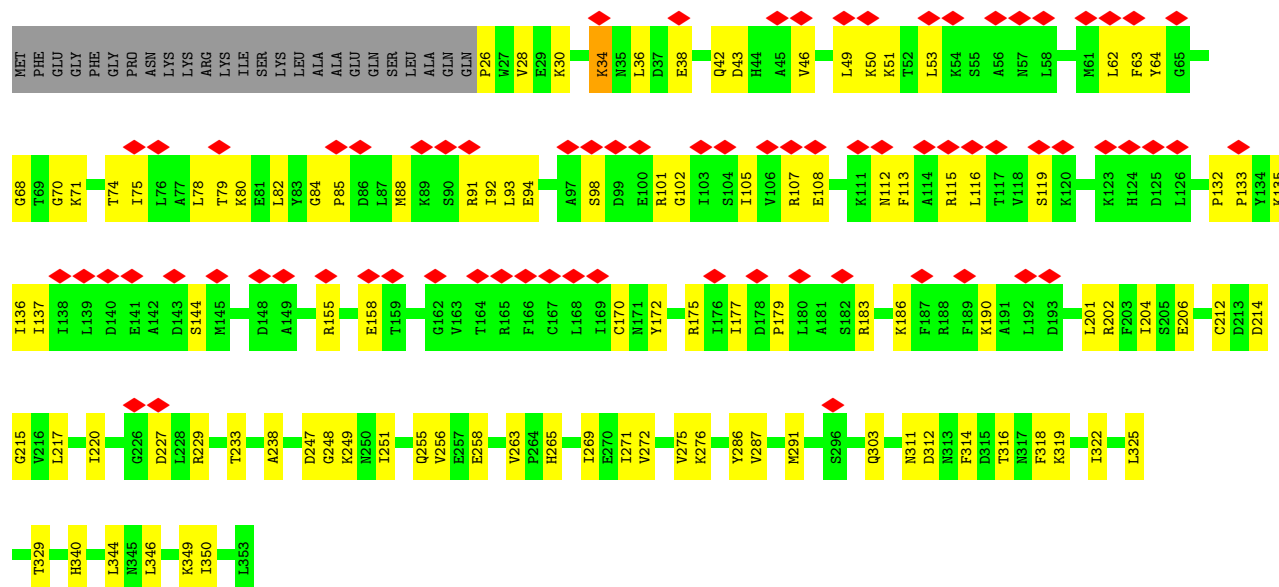 MET PHE GLU GLY PHE GLY PRO ASN LYS LYS ARG LYS ILE SER LYS LEU ALA ALA GLU GLN SER LEU ALA GLN GLN P26 W27 V28 E29 K30 K34 N35 L36 D37 E38 Q42 D43 H44 A45 V46 L49 K50 K51 T52 L53 K54 S55 A56 N57 L58 M61 L62 F63 Y64 G65
G68 T69 G70 K71 T74 I75 L76 A77 L78 T79 K80 E81 L82 Y83 G84 P85 D86 L87 M88 K89 S90 R91 I92 L93 E94 A97 S98 D99 E100 R101 G102 I103 S104 I105 V106 R107 E108 K111 N112 F113 A114 R115 L116 T117 V118 S119 K120 K123 H124 D125 L126 P132 P133 Y134 K135
I136 I137 I138 L139 D140 E141 A142 D143 S144 M145 D148 A149 R155 E158 T159 G162 V163 T164 R165 F166 C167 L168 I169 C170 N171 Y172 R175 I176 I177 D178 P179 L180 A181 S182 R183 K186 F187 R188 F189 K190 A191 L192 D193 L201 R202 F203 I204 S205 E206 C212 D213 D214
G215 V216 L217 I220 G226 D227 L228 R229 T233 A238 D247 G248 K249 N250 I251 Q255 V256 E257 E258 V263 P264 H265 I269 E270 I271 V272 V275 K276 Y286 V287 M291 S296 Q303 N311 D312 N313 F314 D315 T316 N317 F318 K319 I322 L325
T329 H340 L344 N345 L346 K349 I350 L353